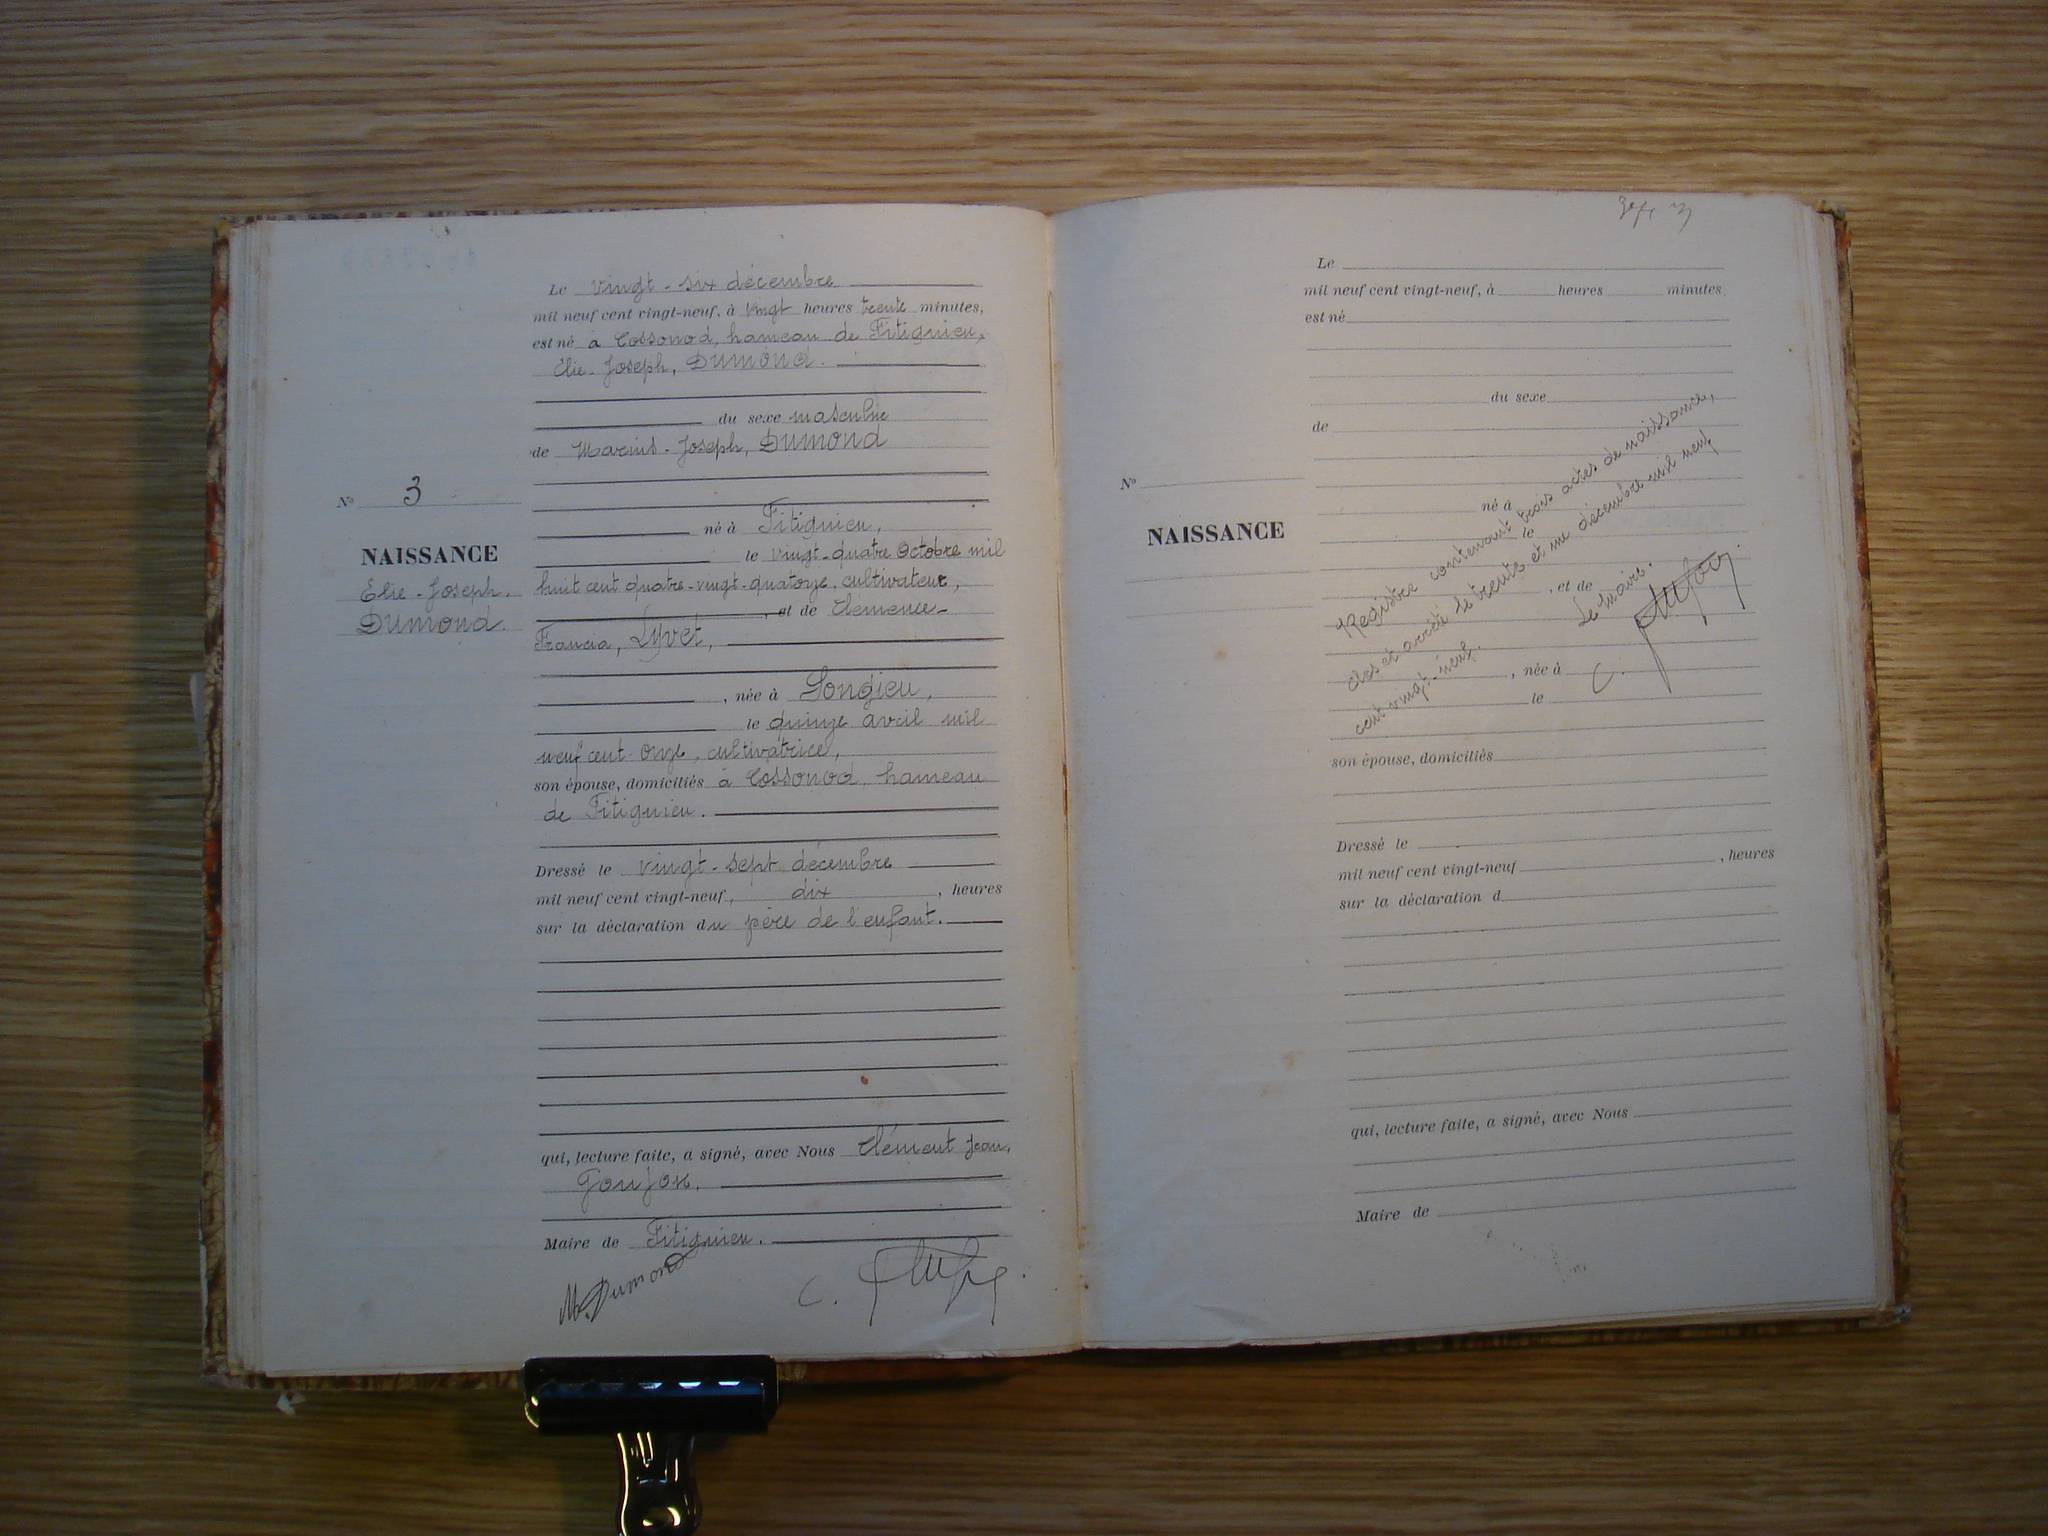 Le vingt-six décembre
mil neuf cent vingt-neuf, à vingt heures trente minutes,
est né à Cossonod, hameau de Fitignieu,
Élie-Joseph, DUMOND.
du sexe masculin
de Marius-Joseph, DUMOND
N° 3
né à Fitignieu,
NAISSANCE
le vingt-quatre Octobre mil
Elie-Joseph.
huit cent quatre-vingt-quatorze, cultivateur,
DUMOND.
, et de Clémence-
Francia, Lyvet,
, née à Songieu,
le quinze avril mil
neuf cent onze, cultivatrice,
son épouse, domiciliés à Cossonod, hameau
de Fitignieu.
Dressé le vingt-sept décembre
mil neuf cent vingt-neuf, dix , heures
sur la déclaration du père de l'enfant.
qui, lecture faite, a signé, avec Nous Clément Jean,
Goujon.
Maire de Fitignieu.
M. Dumond
C.
Le
mil neuf cent vingt-neuf, à heures minutes
est né
du sexe
de
N°
né à
NAISSANCE
le
, et de
, née à
le
son épouse, domiciliés
Dressé le
mil neuf cent vingt-neuf , heures
sur la déclaration d
qui, lecture faite, a signé, avec Nous
Maire de
Registre contenant trois actes de naissance,
clos et arrêté le trente et un décembre mil neuf
cent vingt-neuf.
Le Maire.
C.